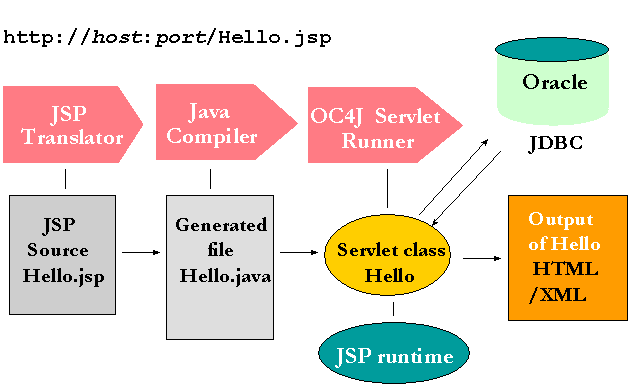 http://host:port/Hello.jsp
JSP
Translator
Java
Compiler
OC4J Servlet
Runner
Oracle
JDBC
JSP
Source
Hello.jsp
Generated
file
Hello.java
Servlet class
Hello
Output
of Hello
HTML
/XML
JSP runtime